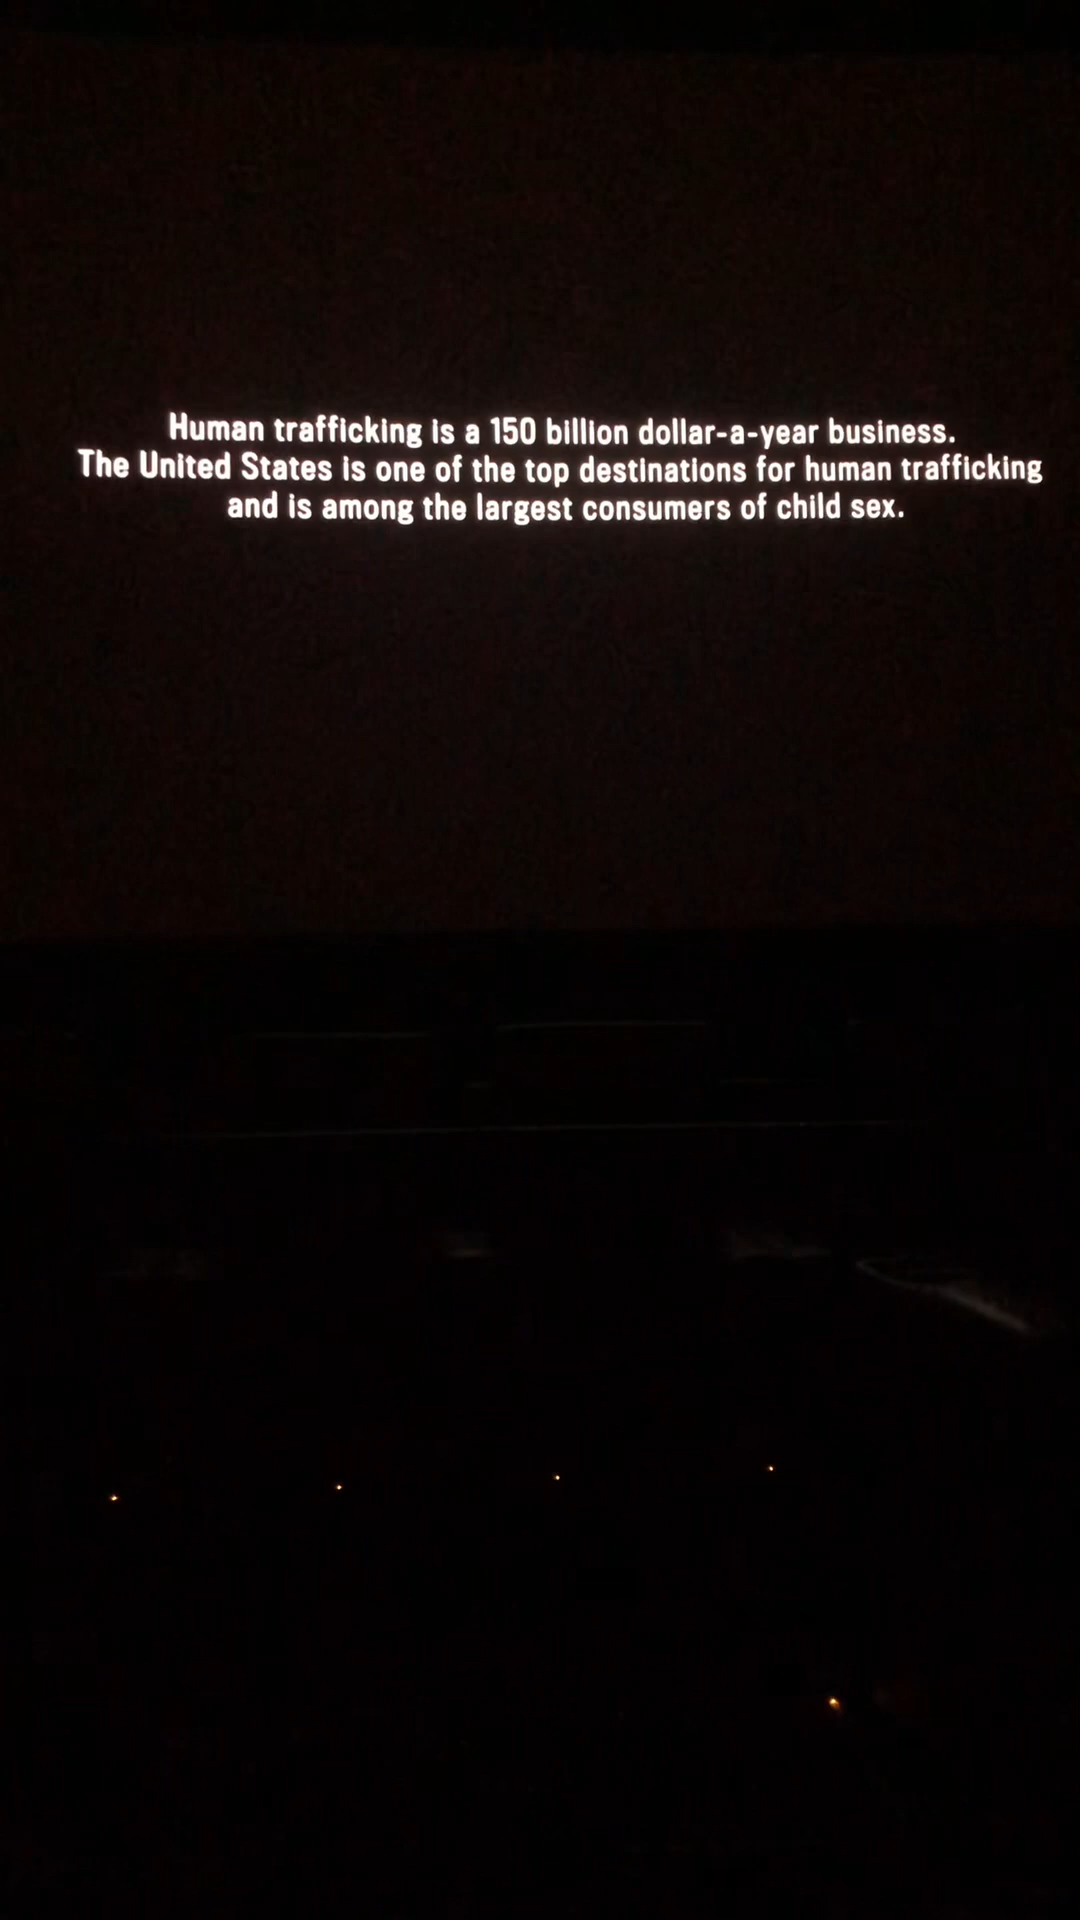 Human trafficking is a 150 billion dollar-a-year business.
The United States is one of the top destinations for human trafficking
and is among the largest consumers of child sex.